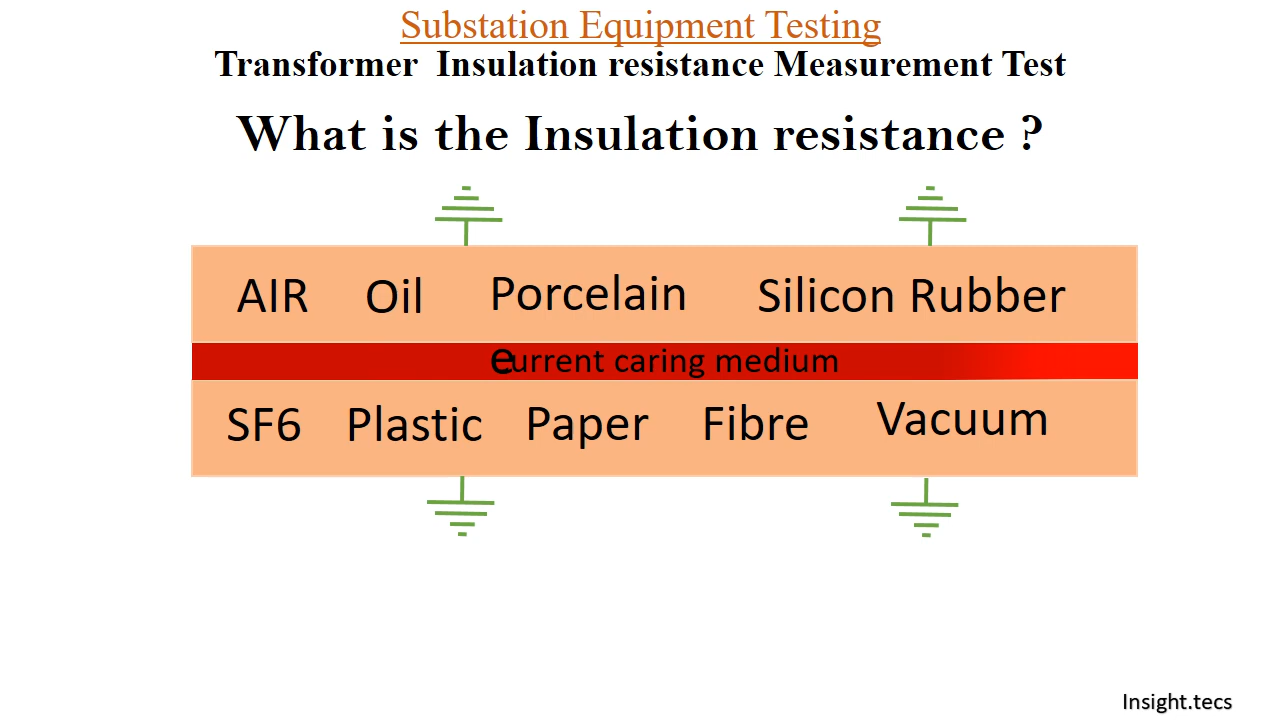 Substation Equipment Testing
Transformer Insulation resistance Measurement Test
What is the Insulation resistance ?
AIR Oil Porcelain Silicon Rubber
e
urrent caring medium
SF6 Plastic Paper Fibre Vacuum
Insight.tecs